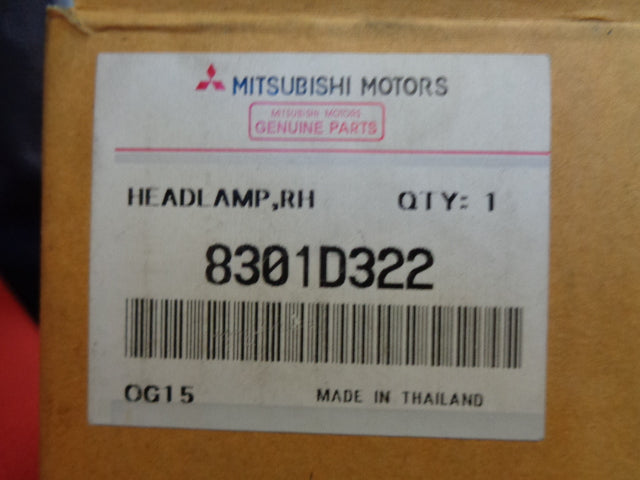 MITSUBISHI MOTORS
MITSUBISHI MOTORS
GENUINE PARTS
HEADLAMP,RH QTY: 1
8301D322
OG15 MADE IN THAILAND